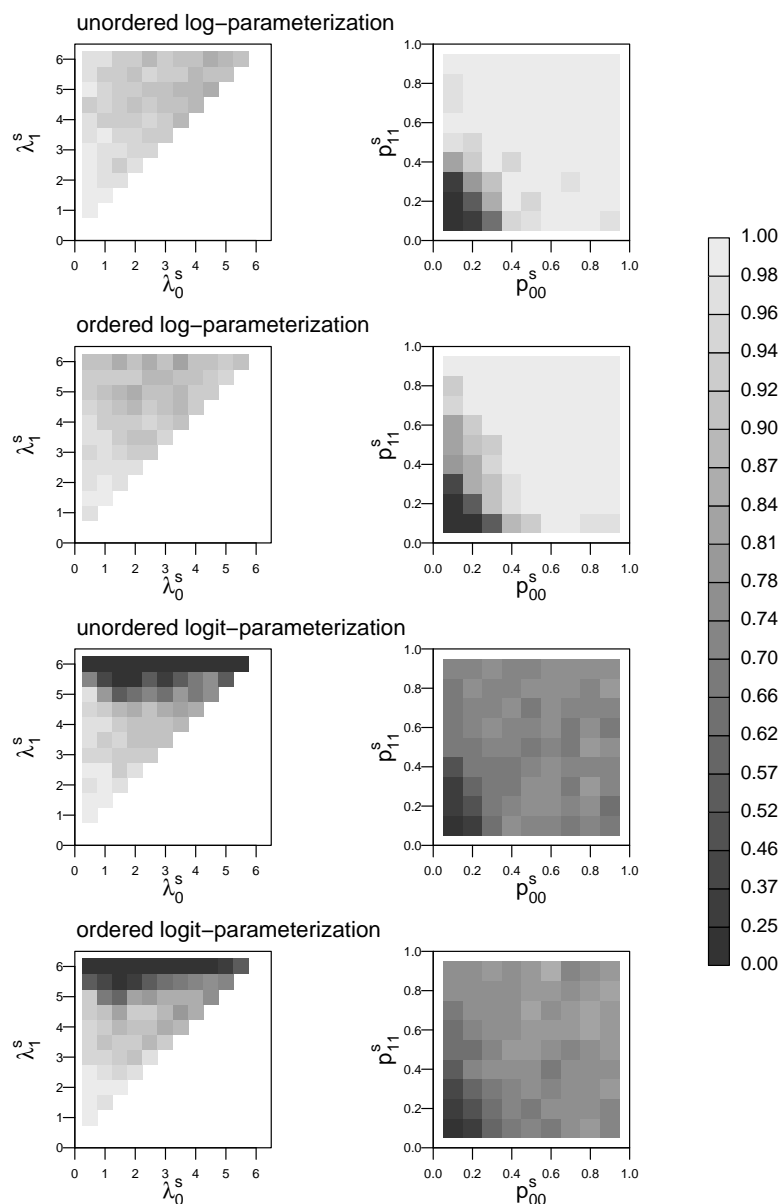 unordered log−parameterization
6
5
4
3
2
1
0
λ₁ˢ
0 1 2 3 4 5 6
λ₀ˢ
1.0
0.8
0.6
0.4
0.2
0.0
p₁₁ˢ
0.0 0.2 0.4 0.6 0.8 1.0
p₀₀ˢ
ordered log−parameterization
6
5
4
3
2
1
0
λ₁ˢ
0 1 2 3 4 5 6
λ₀ˢ
1.0
0.8
0.6
0.4
0.2
0.0
p₁₁ˢ
0.0 0.2 0.4 0.6 0.8 1.0
p₀₀ˢ
unordered logit−parameterization
6
5
4
3
2
1
0
λ₁ˢ
0 1 2 3 4 5 6
λ₀ˢ
1.0
0.8
0.6
0.4
0.2
0.0
p₁₁ˢ
0.0 0.2 0.4 0.6 0.8 1.0
p₀₀ˢ
ordered logit−parameterization
6
5
4
3
2
1
0
λ₁ˢ
0 1 2 3 4 5 6
λ₀ˢ
1.0
0.8
0.6
0.4
0.2
0.0
p₁₁ˢ
0.0 0.2 0.4 0.6 0.8 1.0
p₀₀ˢ
1.00
0.98
0.96
0.94
0.92
0.90
0.87
0.84
0.81
0.78
0.74
0.70
0.66
0.62
0.57
0.52
0.46
0.37
0.25
0.00